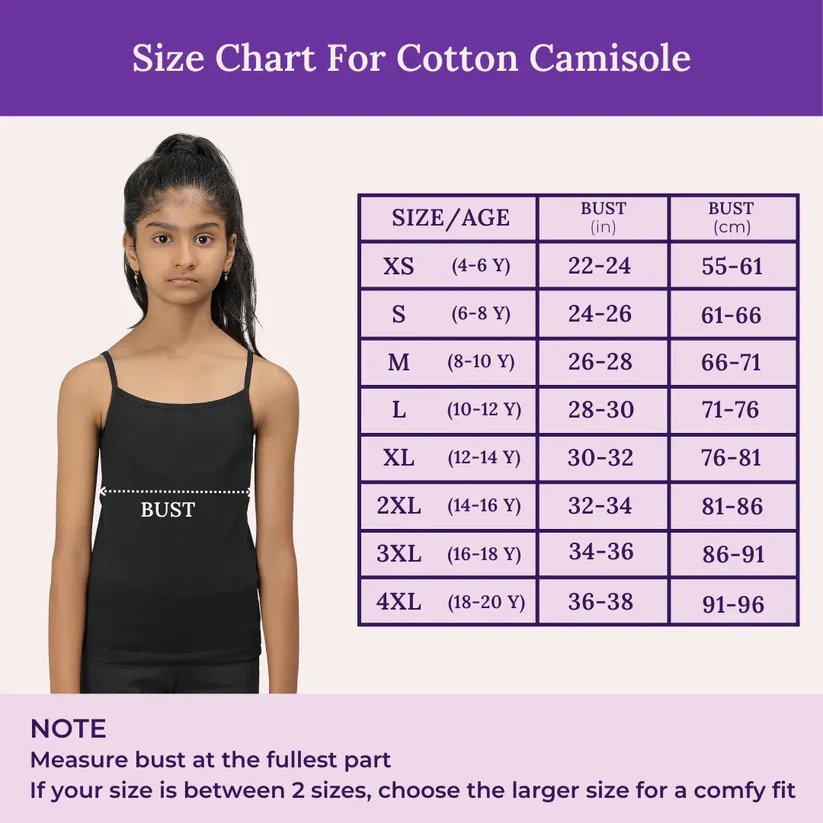 Size Chart For Cotton Camisole
SIZE/AGE BUST (in) BUST (cm)
XS (4-6 Y) 22-24 55-61
S (6-8 Y) 24-26 61-66
M (8-10 Y) 26-28 66-71
L (10-12 Y) 28-30 71-76
XL (12-14 Y) 30-32 76-81
2XL (14-16 Y) 32-34 81-86
3XL (16-18 Y) 34-36 86-91
4XL (18-20 Y) 36-38 91-96
BUST
NOTE
Measure bust at the fullest part
If your size is between 2 sizes, choose the larger size for a comfy fit